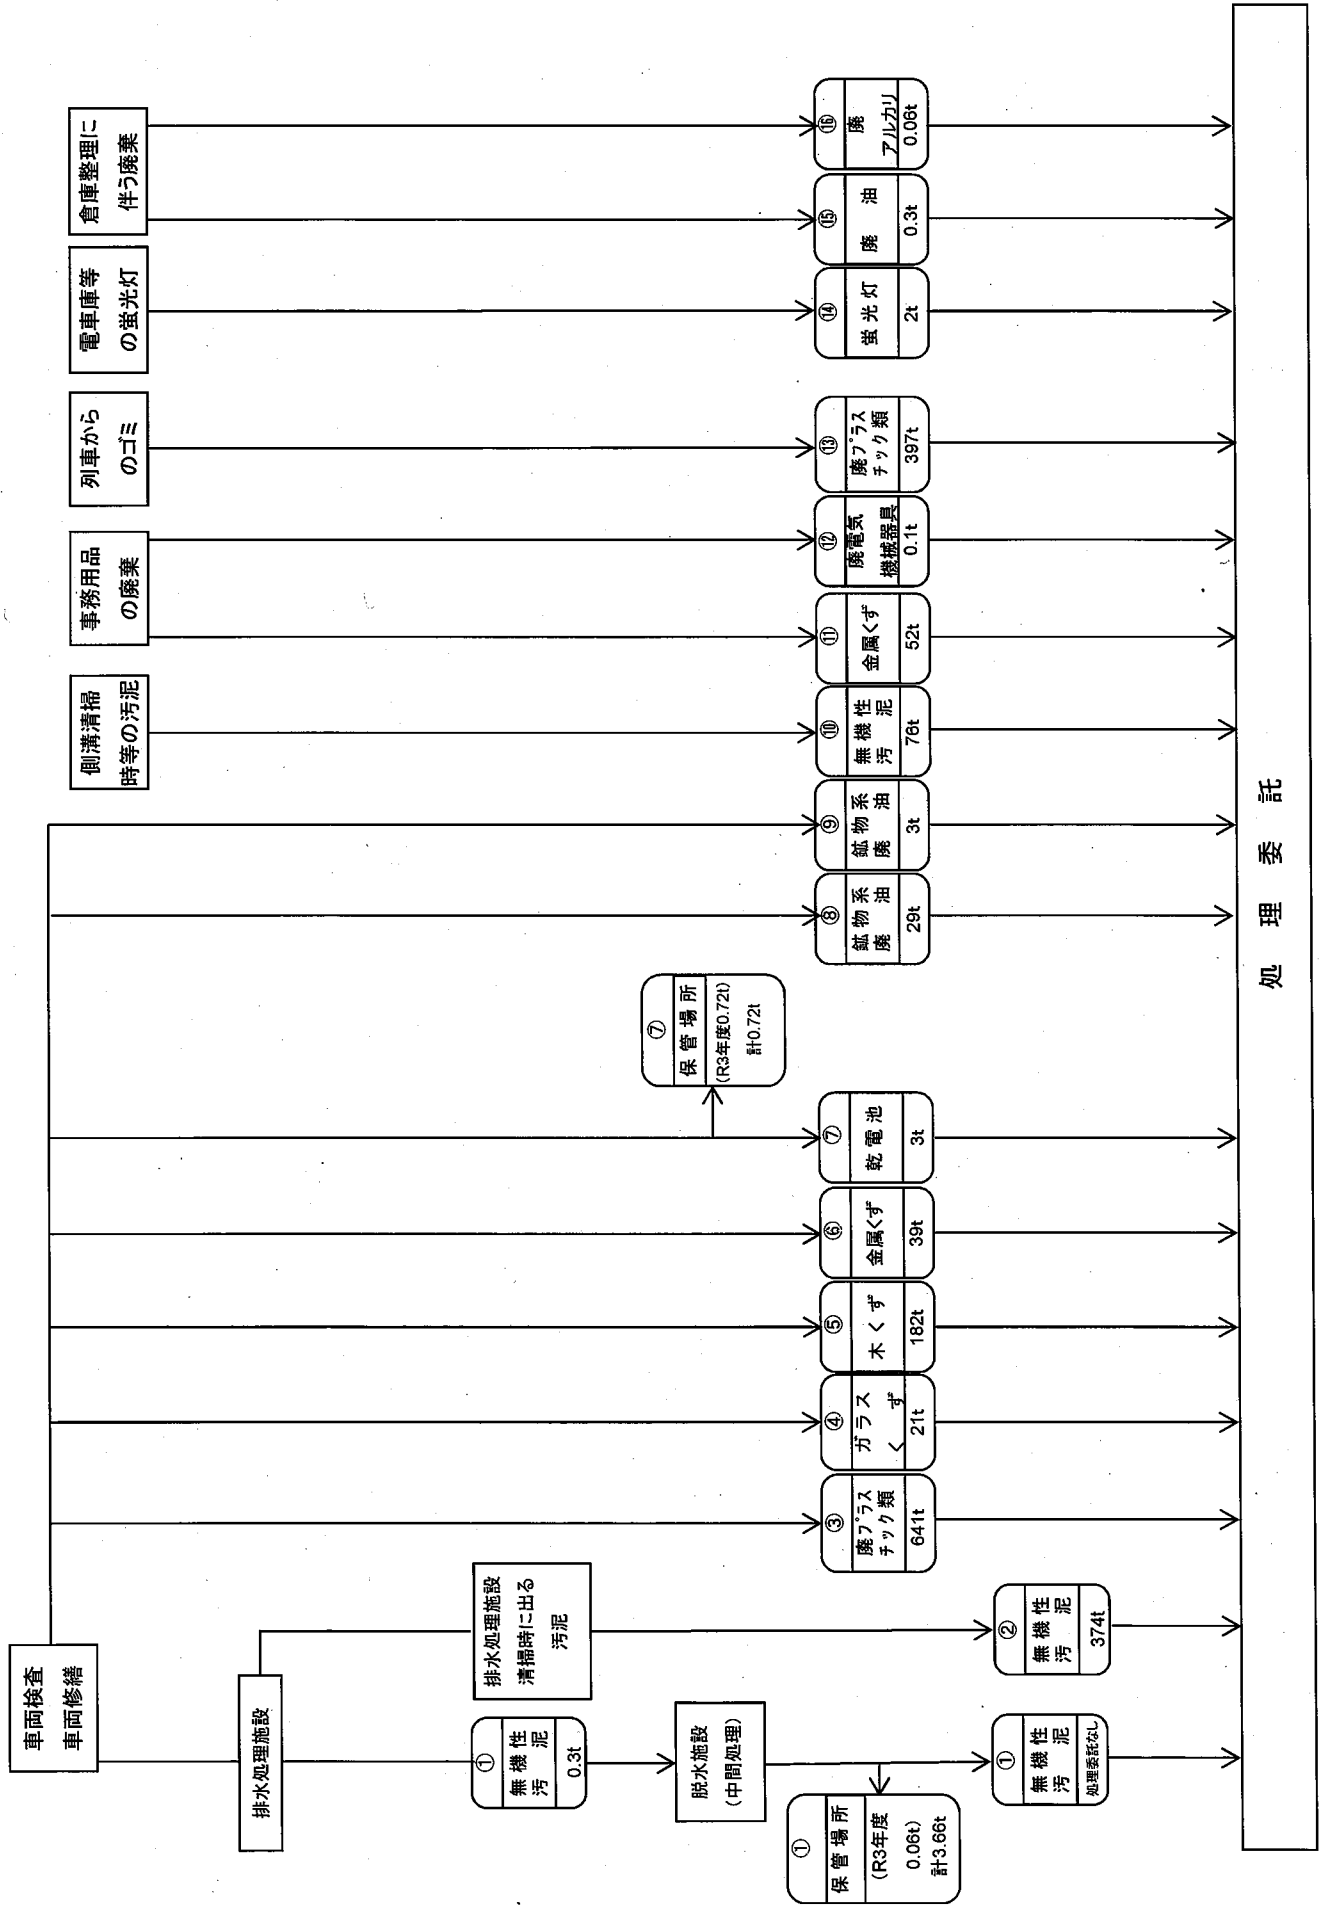 車両検査
車両修繕
排水処理施設
①
無機性
汚泥
0.3t
脱水施設
(中間処理)
①
保管場所
(R3年度
0.06t)
計3.66t
①
無機性
汚泥
処理委託なし
排水処理施設
清掃時に出る
汚泥
②
無機性
汚泥
374t
③
廃プラス
チック類
641t
④
ガラス
くず
21t
⑤
木くず
182t
⑥
金属くず
39t
⑦
乾電池
3t
⑦
保管場所
(R3年度0.72t)
計0.72t
⑧
鉱物系
廃油
29t
⑨
鉱物系
廃油
3t
側溝清掃
時等の汚泥
⑩
無機性
汚泥
76t
事務用品
の廃棄
⑪
金属くず
52t
⑫
廃電気
機械器具
0.1t
列車から
のゴミ
⑬
廃プラス
チック類
397t
電車庫等
の蛍光灯
⑭
蛍光灯
2t
倉庫整理に
伴う廃棄
⑮
廃油
0.3t
⑯
廃
アルカリ
0.06t
処理委託